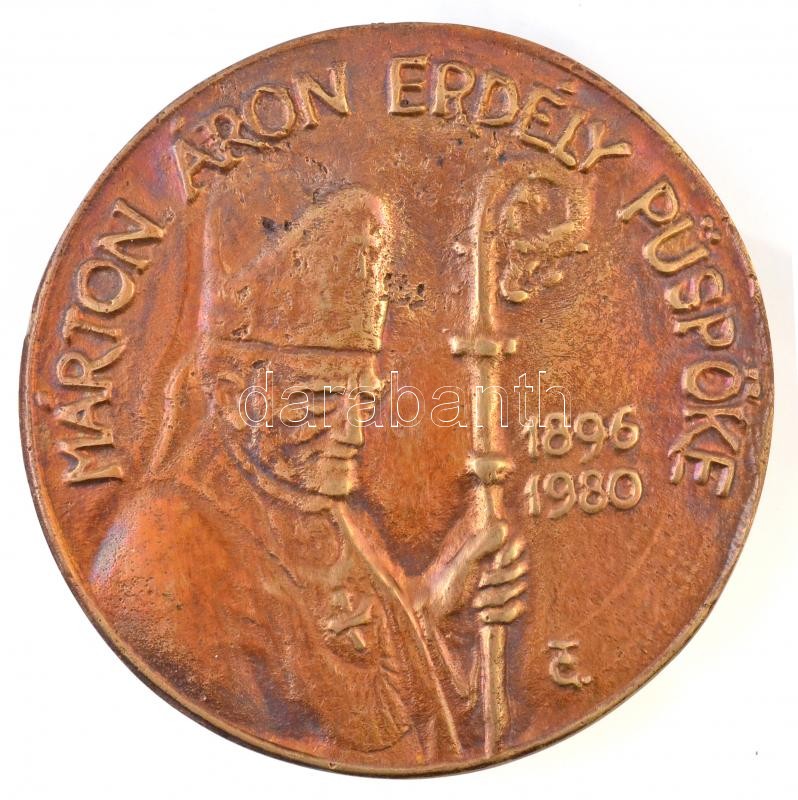 MÁRTON ÁRON ERDÉLY PÜSPÖKE
darabanth
1896
1980